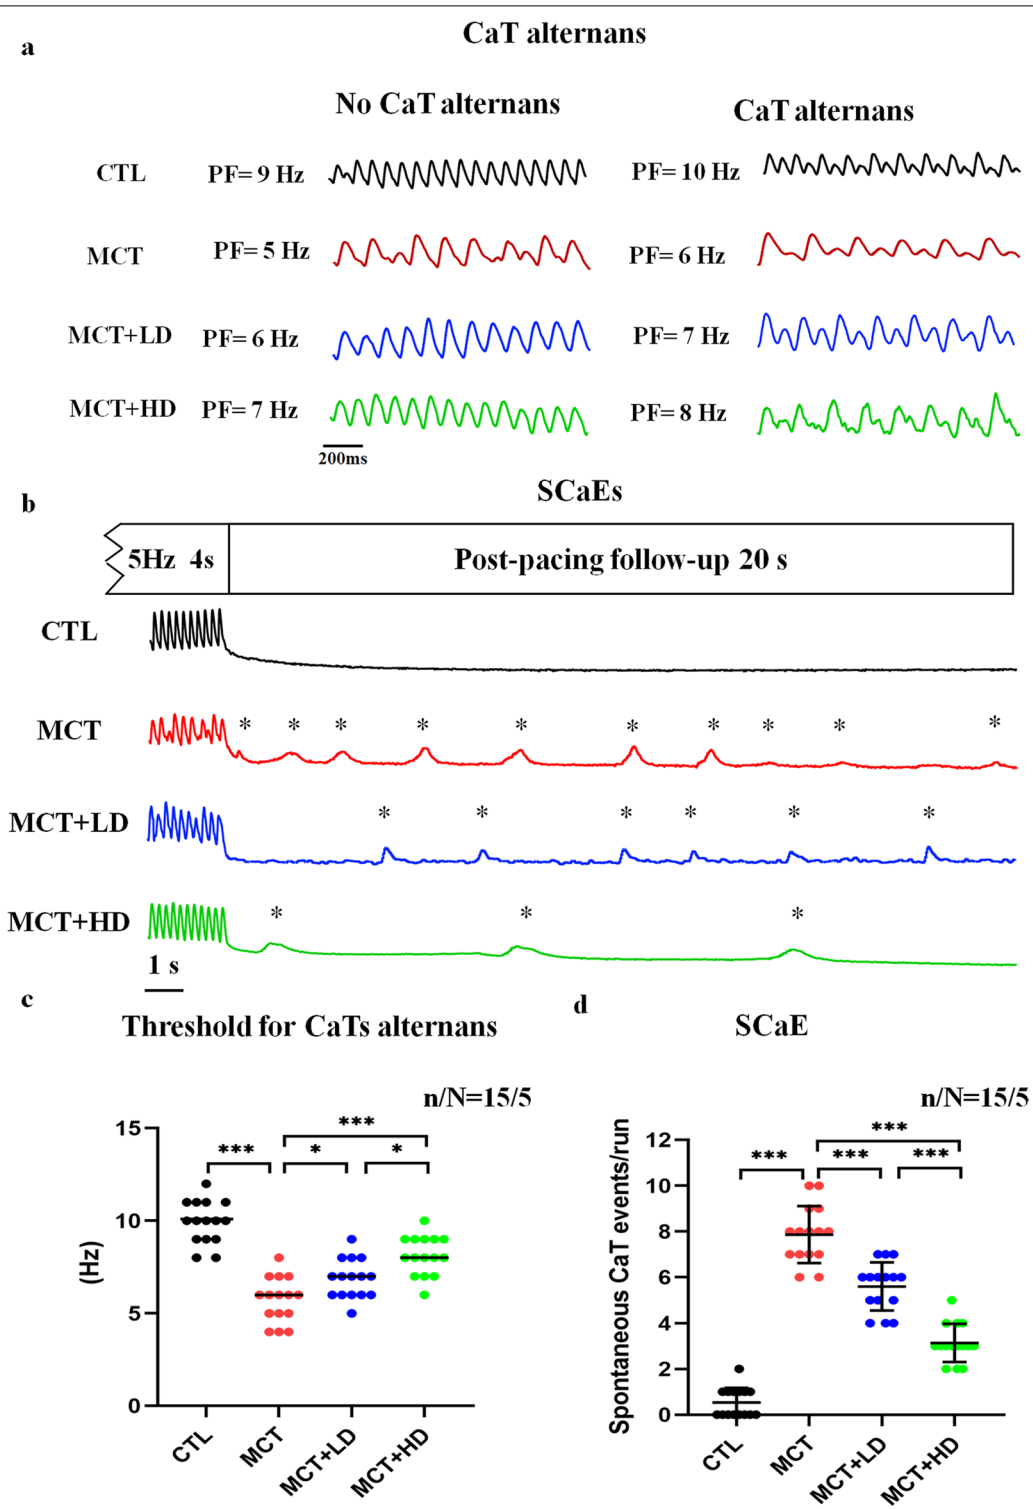 a
CaT alternans
No CaT alternans
CaT alternans
CTL PF= 9 Hz PF= 10 Hz
MCT PF= 5 Hz PF= 6 Hz
MCT+LD PF= 6 Hz PF= 7 Hz
MCT+HD PF= 7 Hz PF= 8 Hz
200ms
b
SCaEs
5Hz 4s Post-pacing follow-up 20 s
CTL
MCT * * * * * * * * * *
MCT+LD * * * * * *
MCT+HD * * *
1 s
c
Threshold for CaTs alternans
n/N=15/5
***
*** * *
(Hz)
15
10
5
0
CTL
MCT
MCT+LD
MCT+HD
d
SCaE
n/N=15/5
***
*** *** ***
Spontaneous CaT events/run
12
10
8
6
4
2
0
CTL
MCT
MCT+LD
MCT+HD